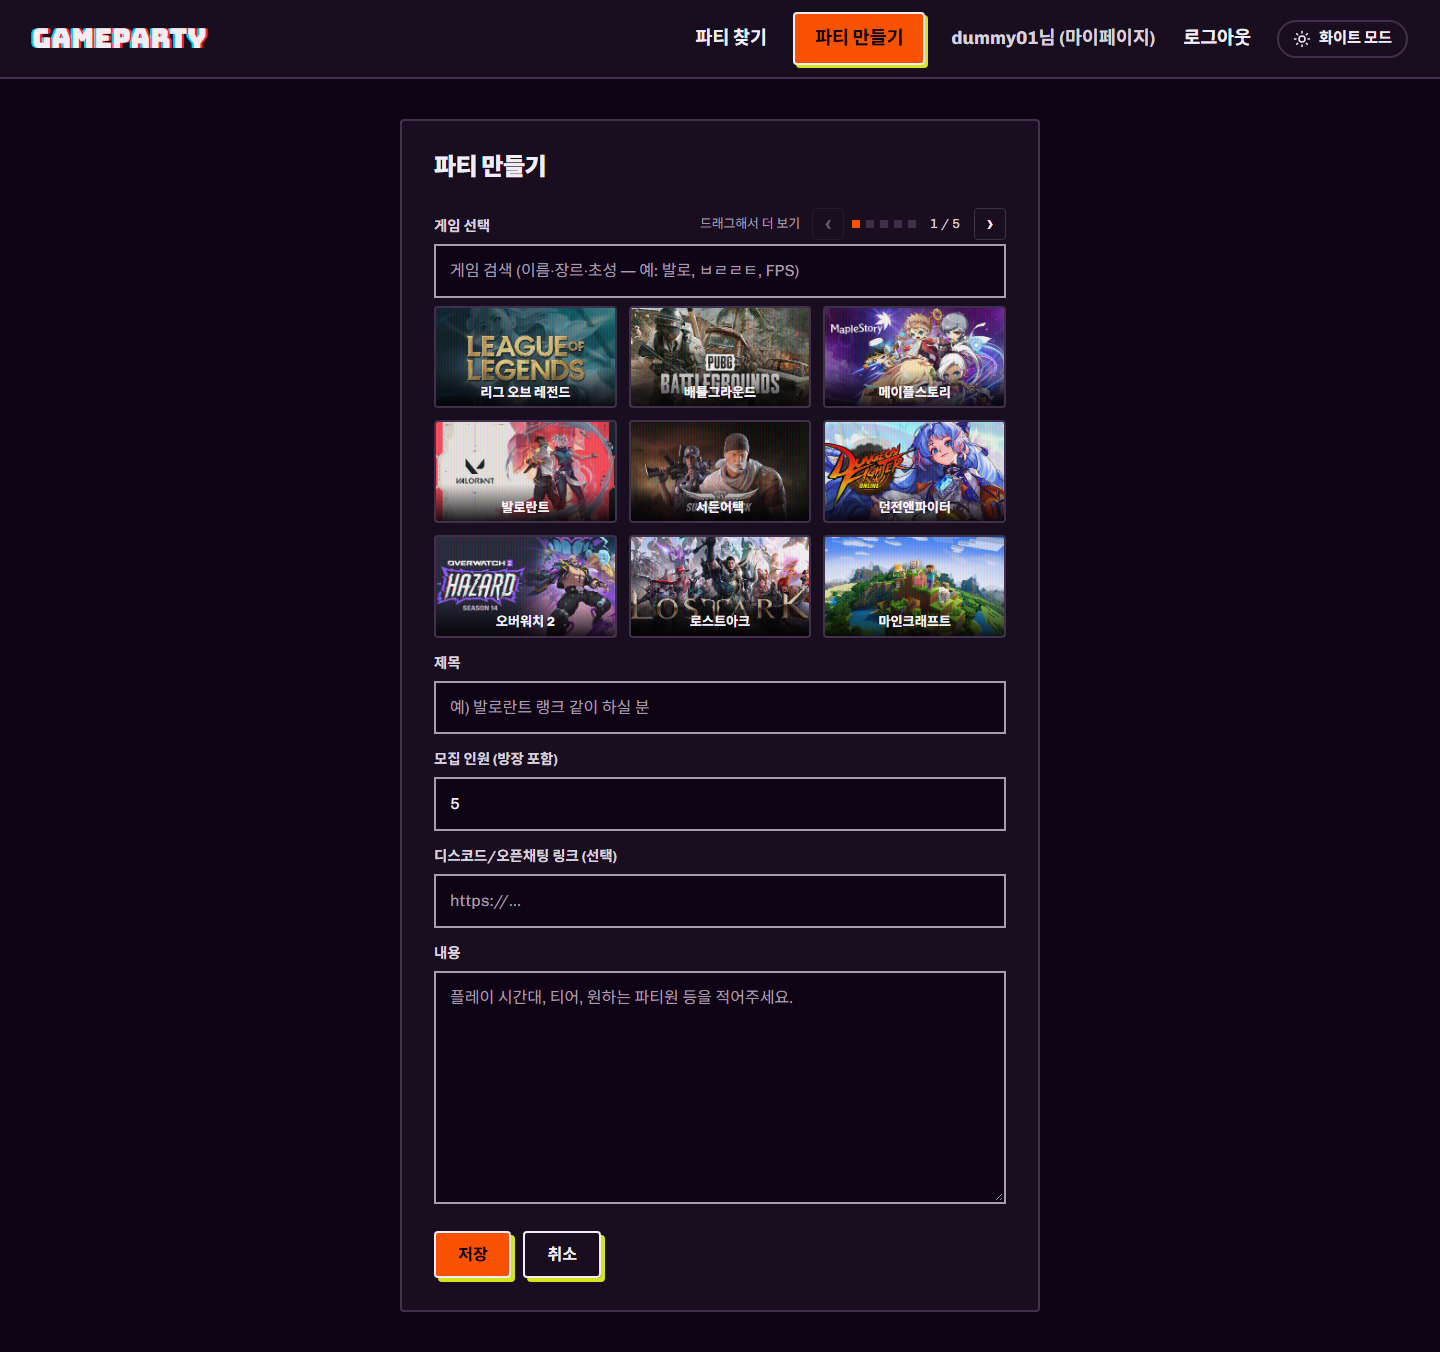 GAMEPARTY
파티 찾기
파티 만들기
dummy01님 (마이페이지)
로그아웃
화이트 모드
파티 만들기
게임 선택
드래그해서 더 보기
‹
1 / 5
›
게임 검색 (이름·장르·초성 — 예: 발로, ㅂㄹㄹㅌ, FPS)
LEAGUE OF
LEGENDS
리그 오브 레전드
PUBG
BATTLEGROUNDS
배틀그라운드
MapleStory
메이플스토리
VALORANT
발로란트
서든어택
DUNGEON
FIGHTER
ONLINE
던전앤파이터
OVERWATCH 2
HAZARD
SEASON 14
오버워치 2
LOST ARK
로스트아크
마인크래프트
제목
예) 발로란트 랭크 같이 하실 분
모집 인원 (방장 포함)
5
디스코드/오픈채팅 링크 (선택)
https://...
내용
플레이 시간대, 티어, 원하는 파티원 등을 적어주세요.
저장
취소